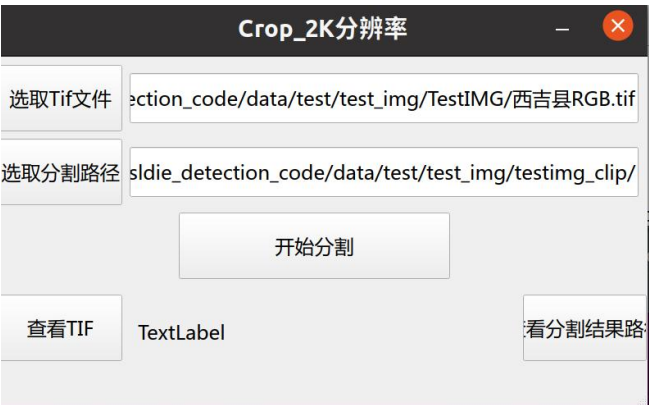 Crop_2K分辨率
选取Tif文件
ection_code/data/test/test_img/TestIMG/西吉县RGB.tif
选取分割路径
sldie_detection_code/data/test/test_img/testimg_clip/
开始分割
查看TIF
TextLabel
看分割结果路